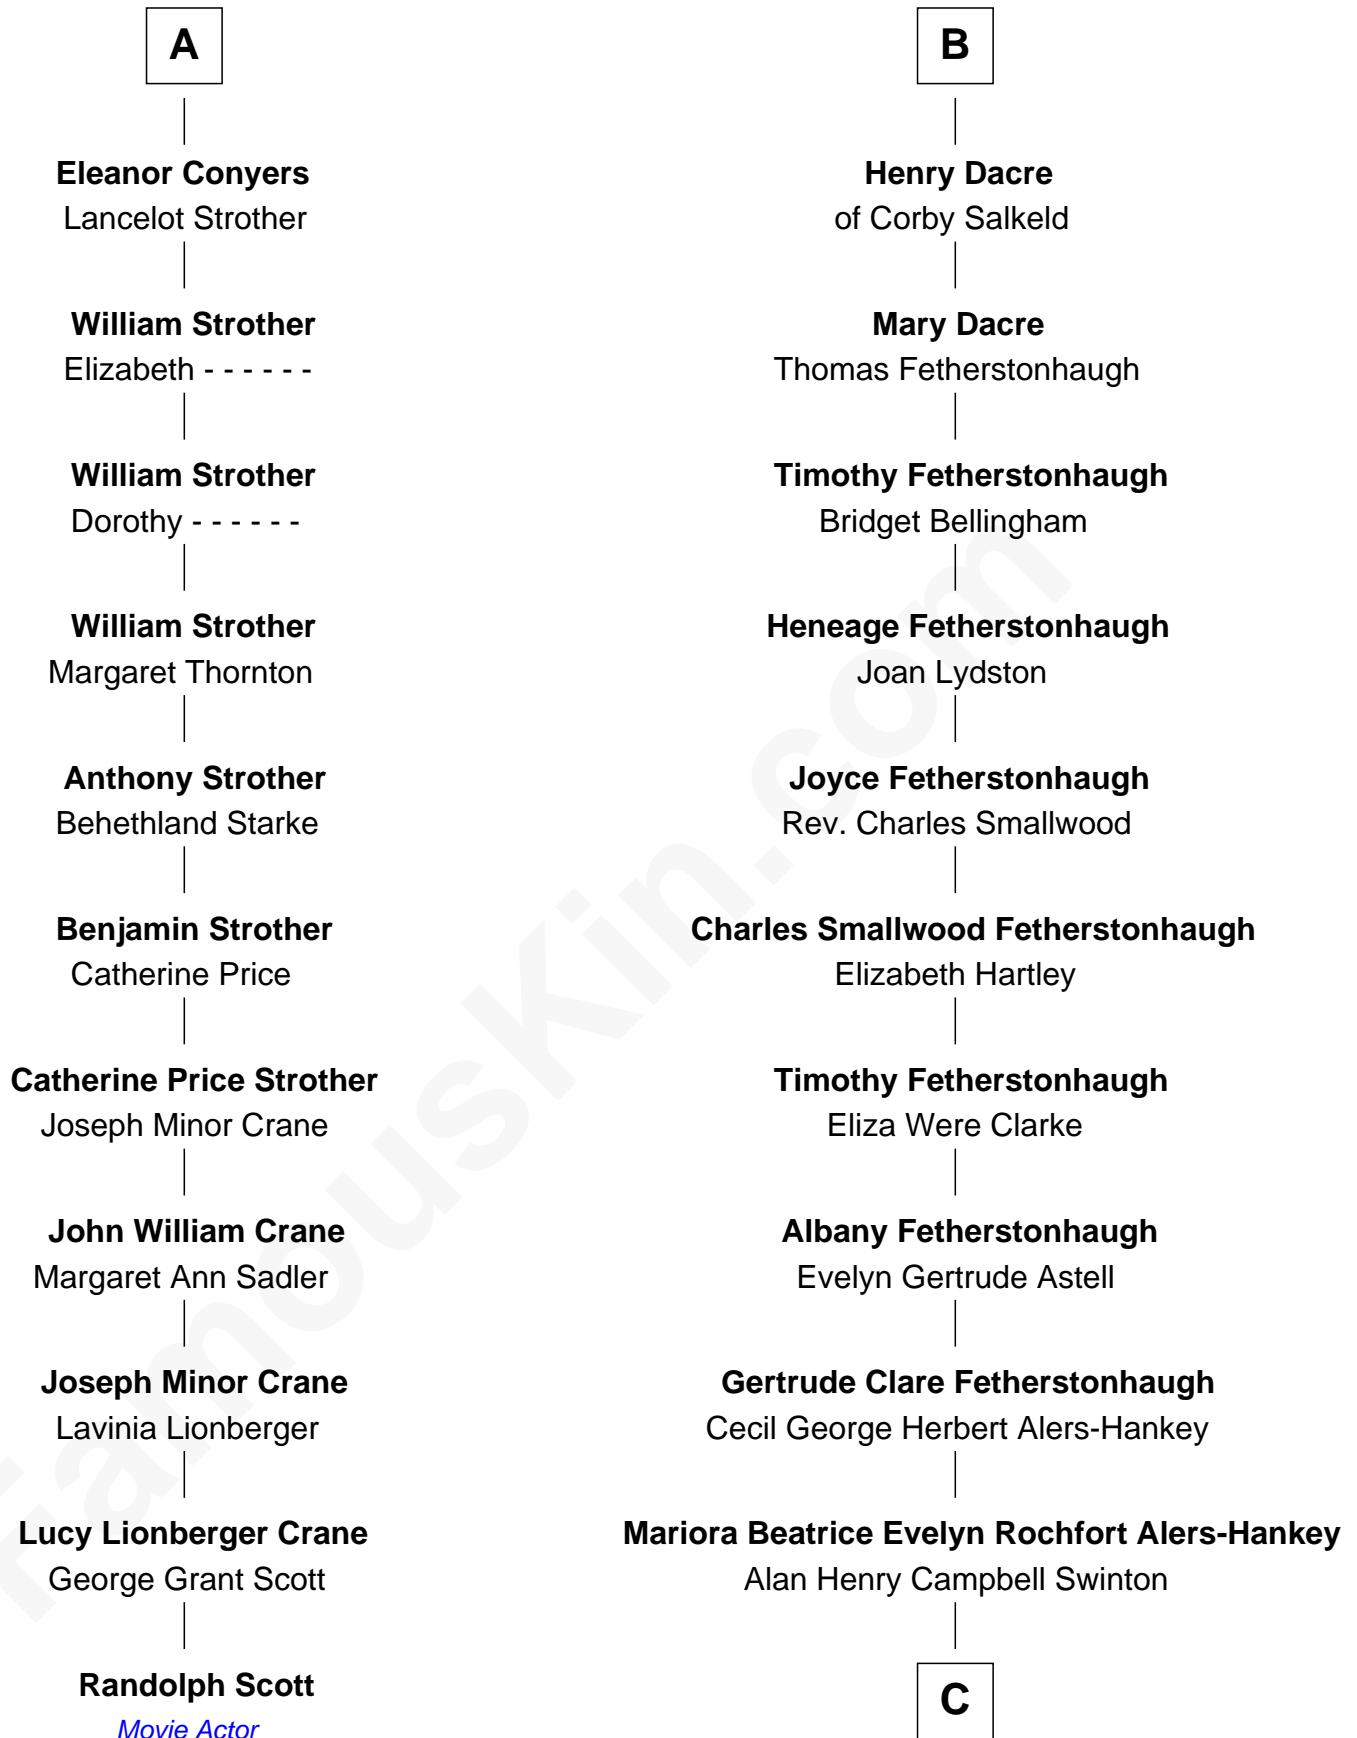 A
Eleanor Conyers
Lancelot Strother
William Strother
Elizabeth - - - - - -
William Strother
Dorothy - - - - - -
William Strother
Margaret Thornton
Anthony Strother
Behethland Starke
Benjamin Strother
Catherine Price
Catherine Price Strother
Joseph Minor Crane
John William Crane
Margaret Ann Sadler
Joseph Minor Crane
Lavinia Lionberger
Lucy Lionberger Crane
George Grant Scott
Randolph Scott
Movie Actor
B
Henry Dacre
of Corby Salkeld
Mary Dacre
Thomas Fetherstonhaugh
Timothy Fetherstonhaugh
Bridget Bellingham
Heneage Fetherstonhaugh
Joan Lydston
Joyce Fetherstonhaugh
Rev. Charles Smallwood
Charles Smallwood Fetherstonhaugh
Elizabeth Hartley
Timothy Fetherstonhaugh
Eliza Were Clarke
Albany Fetherstonhaugh
Evelyn Gertrude Astell
Gertrude Clare Fetherstonhaugh
Cecil George Herbert Alers-Hankey
Mariora Beatrice Evelyn Rochfort Alers-Hankey
Alan Henry Campbell Swinton
C
FamousKin.com